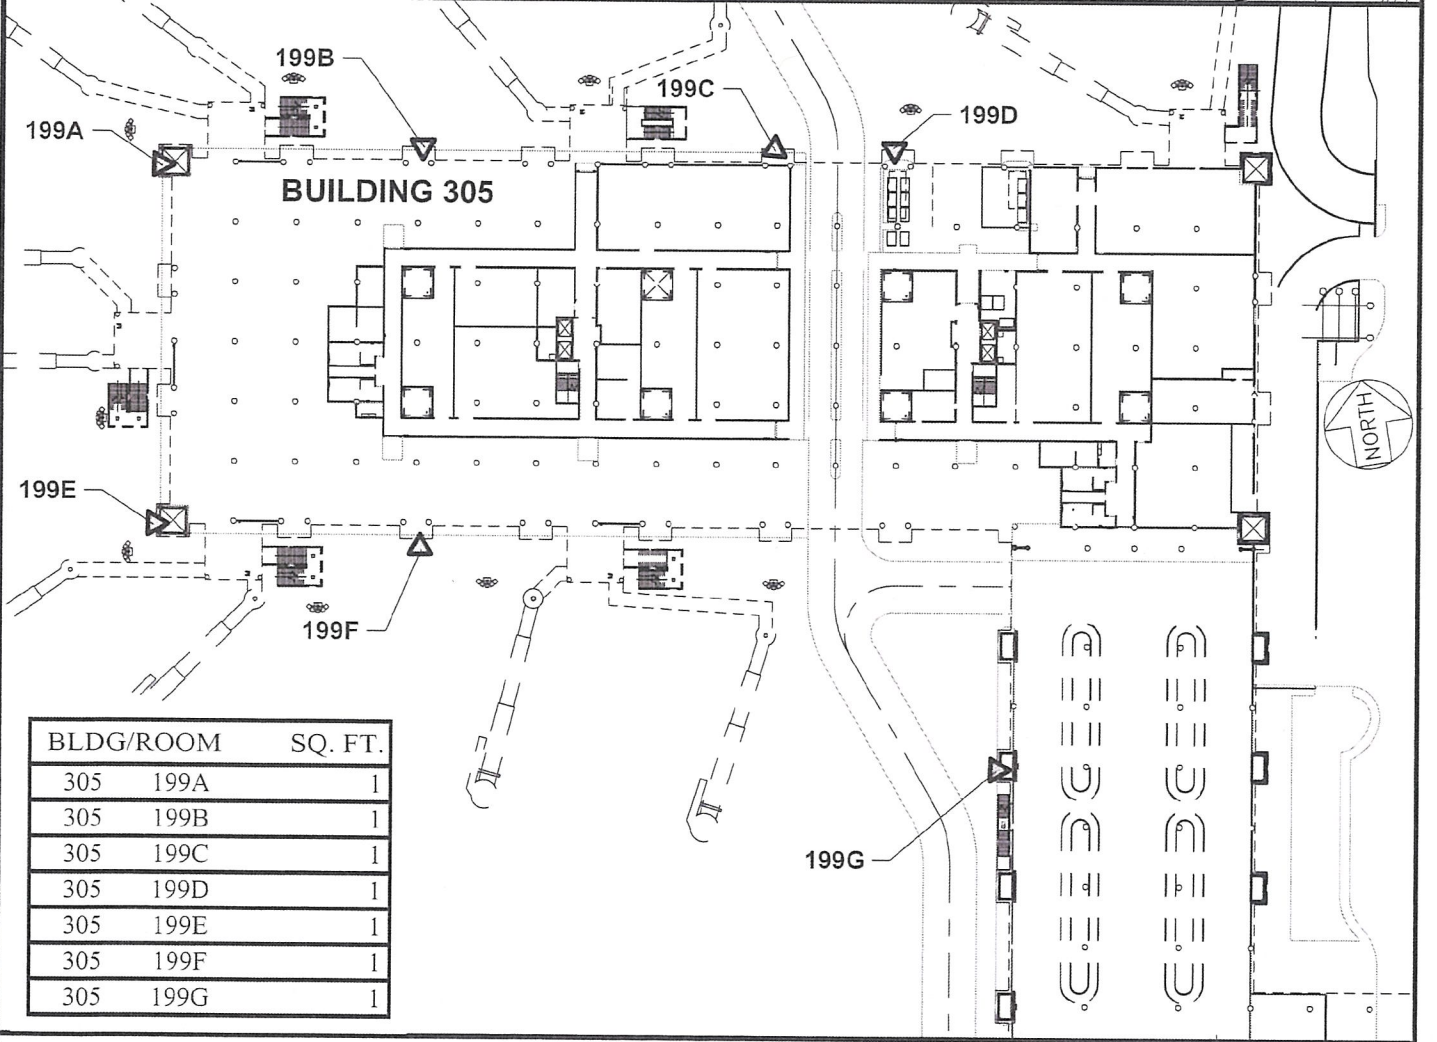 199B
199C
199D
199A
BUILDING 305
NORTH
199E
199F
199G
BLDG/ROOM SQ. FT.
305 199A 1
305 199B 1
305 199C 1
305 199D 1
305 199E 1
305 199F 1
305 199G 1